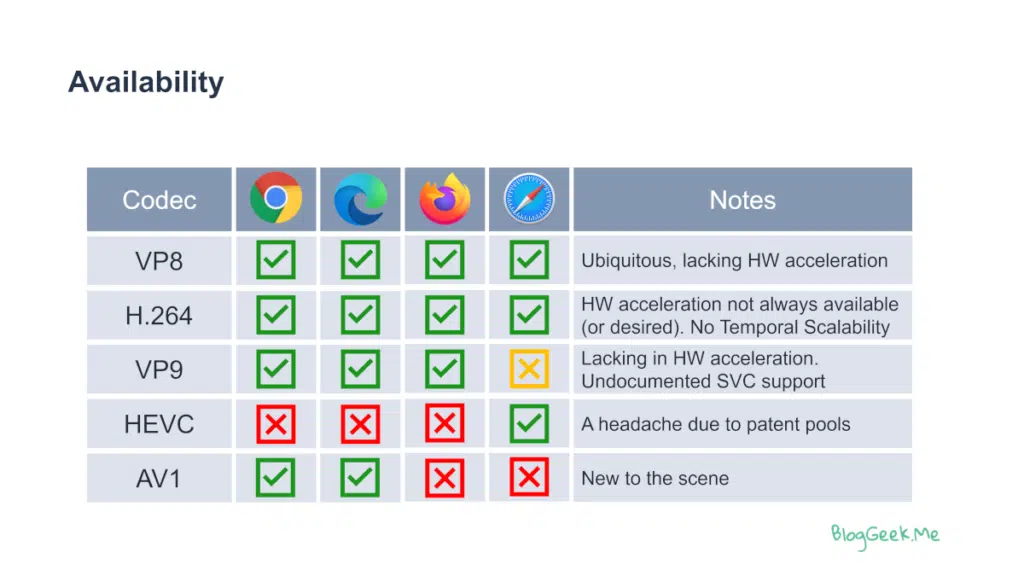 Availability
Codec
Notes
VP8
Ubiquitous, lacking HW acceleration
H.264
HW acceleration not always available
(or desired). No Temporal Scalability
VP9
Lacking in HW acceleration.
Undocumented SVC support
HEVC
A headache due to patent pools
AV1
New to the scene
BlogGeek.Me